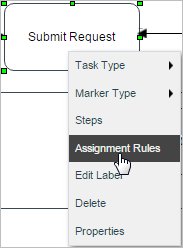 Submit Request
Task Type
Marker Type
Steps
Assignment Rules
Edit Label
Delete
Properties